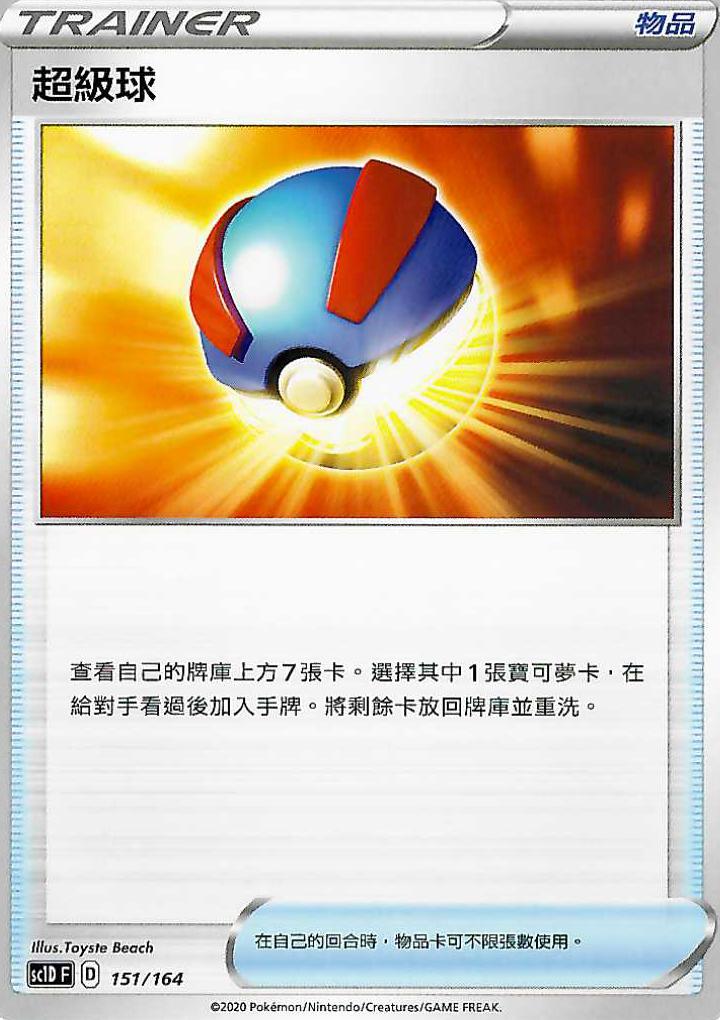 TRAINER
物品
超級球
查看自己的牌庫上方7張卡。選擇其中1張寶可夢卡，在
給對手看過後加入手牌。將剩餘卡放回牌庫並重洗。
Illus.Toyste Beach
在自己的回合時，物品卡可不限張數使用。
sc1D F D 151/164
©2020 Pokémon/Nintendo/Creatures/GAME FREAK.